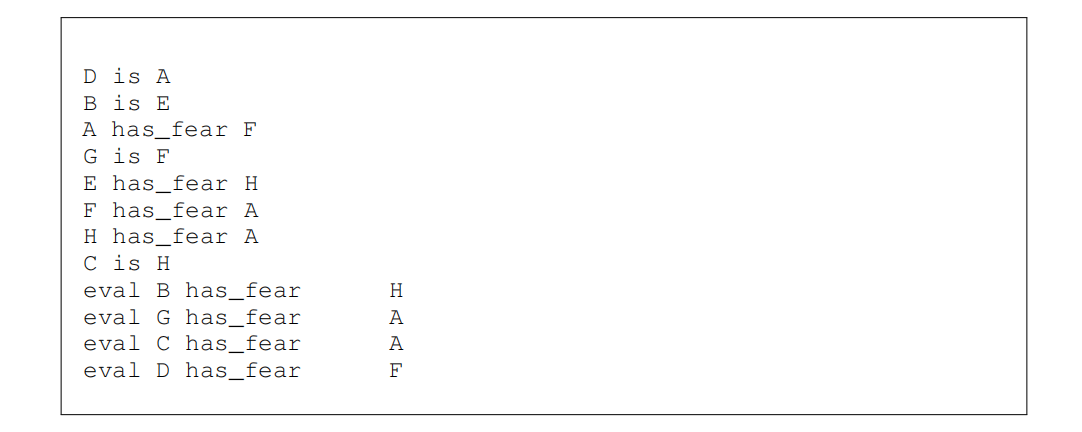 D is A
B is E
A has_fear F
G is F
E has_fear H
F has_fear A
H has_fear A
C is H
eval B has_fear H
eval G has_fear A
eval C has_fear A
eval D has_fear F